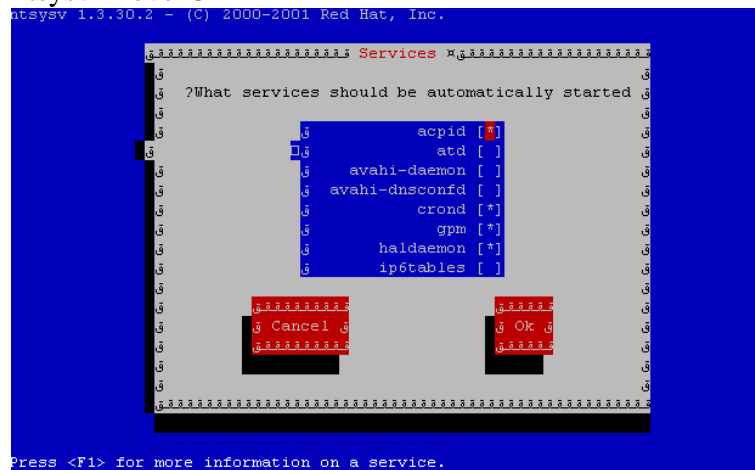 ntsysv 1.3.30.2 - (C) 2000-2001 Red Hat, Inc.
Services
?What services should be automatically started
acpid [*]
atd [ ]
avahi-daemon [ ]
avahi-dnsconfd [ ]
crond [*]
gpm [*]
haldaemon [*]
ip6tables [ ]
Cancel Ok
Press <F1> for more information on a service.